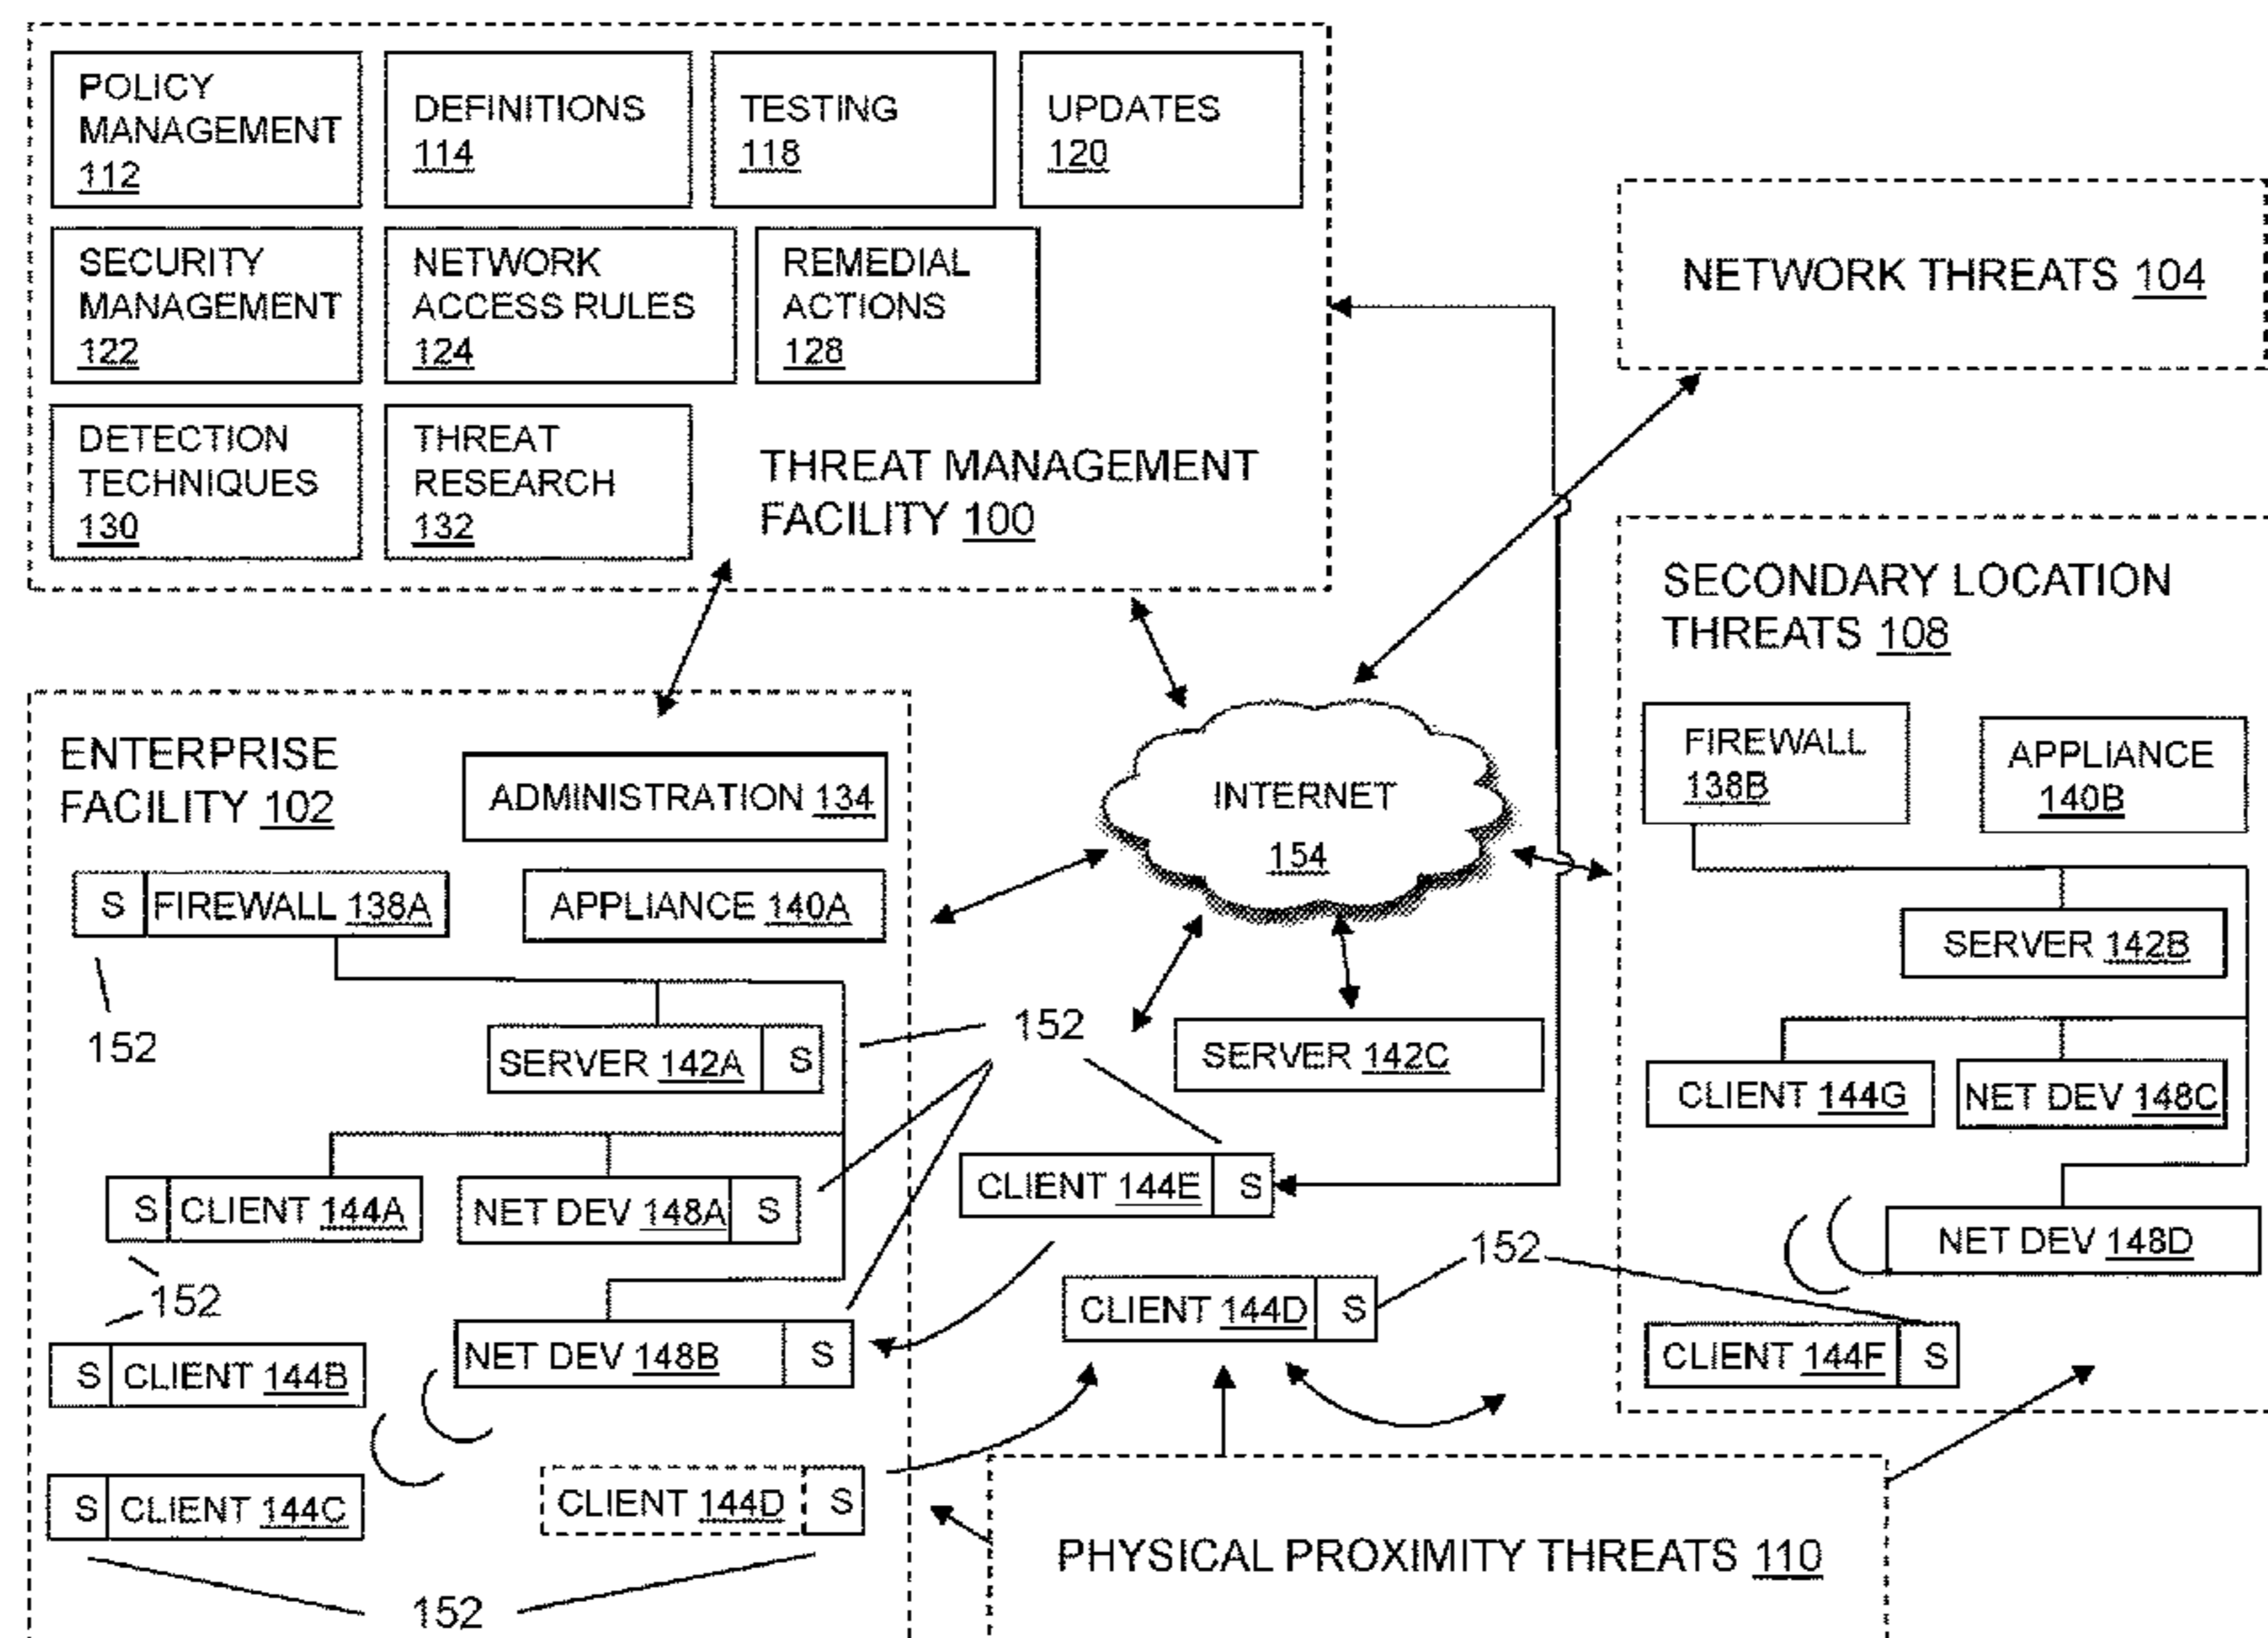 POLICY
MANAGEMENT
112
DEFINITIONS
114
TESTING
118
UPDATES
120
SECURITY
MANAGEMENT
122
NETWORK
ACCESS RULES
124
REMEDIAL
ACTIONS
128
DETECTION
TECHNIQUES
130
THREAT
RESEARCH
132
THREAT MANAGEMENT
FACILITY 100
NETWORK THREATS 104
SECONDARY LOCATION
THREATS 108
FIREWALL
138B
APPLIANCE
140B
SERVER 142B
CLIENT 144G
NET DEV 148C
NET DEV 148D
CLIENT 144F S
ENTERPRISE
FACILITY 102
ADMINISTRATION 134
S FIREWALL 138A
APPLIANCE 140A
152
SERVER 142A S
S CLIENT 144A
NET DEV 148A S
152
S CLIENT 144B
NET DEV 148B S
S CLIENT 144C
CLIENT 144D S
152
INTERNET
154
152
SERVER 142C
CLIENT 144E S
152
CLIENT 144D S
PHYSICAL PROXIMITY THREATS 110